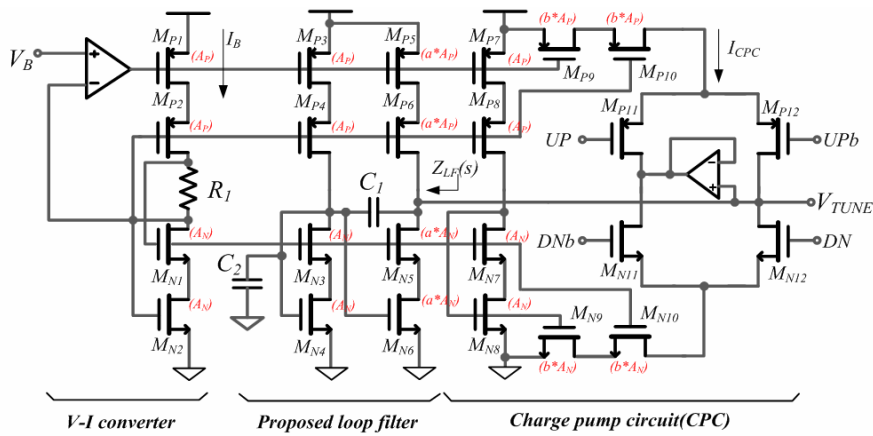 M_P1 I_B M_P3 M_P5 M_P7 (b*A_P) (b*A_P) I_CPC
V_B (A_P) (A_P) (a*A_P) (A_P) M_P9 M_P10
M_P2 M_P4 M_P6 M_P8 M_P11 M_P12
(A_P) (A_P) (a*A_P) (A_P) UP UPb
R_1 C_1 Z_LF(s) V_TUNE
(A_N) (A_N) (a*A_N) (A_N) DNb DN
C_2 M_N1 M_N3 M_N5 M_N7 M_N11 M_N12
(A_N) (a*A_N) (A_N) M_N9 M_N10
M_N2 M_N4 M_N6 M_N8 (b*A_N) (b*A_N)
V-I converter Proposed loop filter Charge pump circuit(CPC)